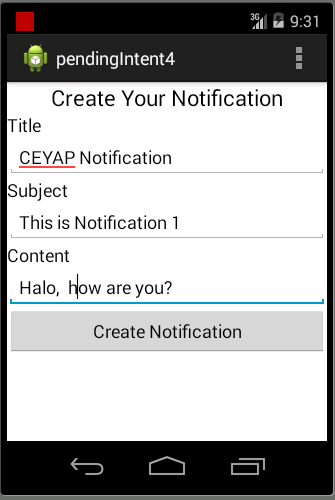 3G 9:31
pendingIntent4
Create Your Notification
Title
CEYAP Notification
Subject
This is Notification 1
Content
Halo,  how are you?
Create Notification